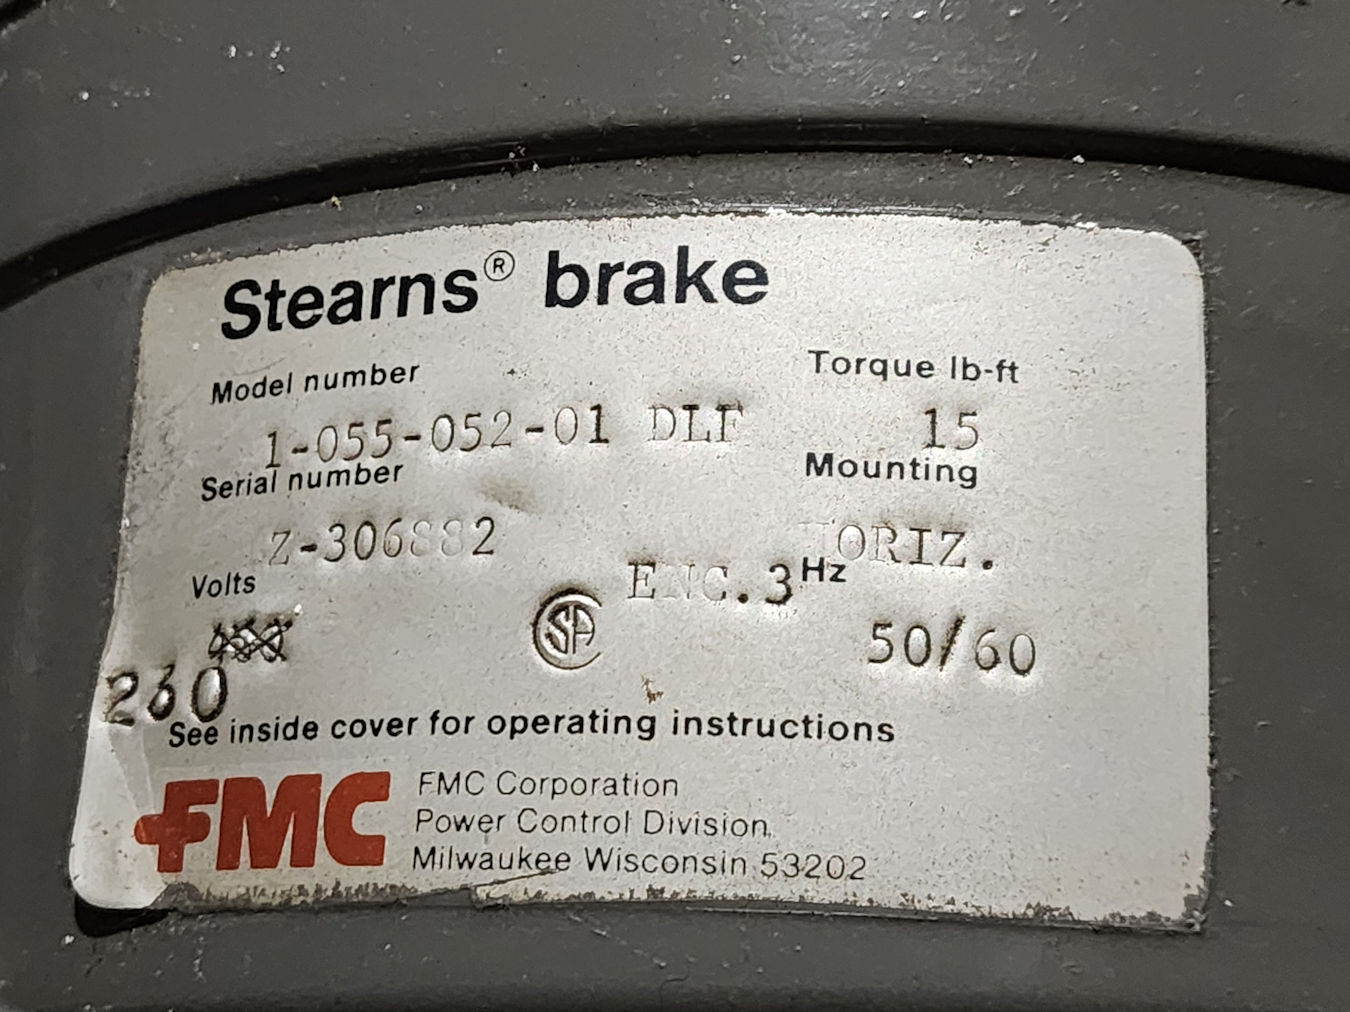 Stearns® brake
Model number
Torque lb-ft
1-055-052-01 DLF
15
Serial number
Mounting
Z-306882
HORIZ.
Volts
ENC.3
Hz
SA
50/60
260
See inside cover for operating instructions
FMC
FMC Corporation
Power Control Division
Milwaukee Wisconsin 53202